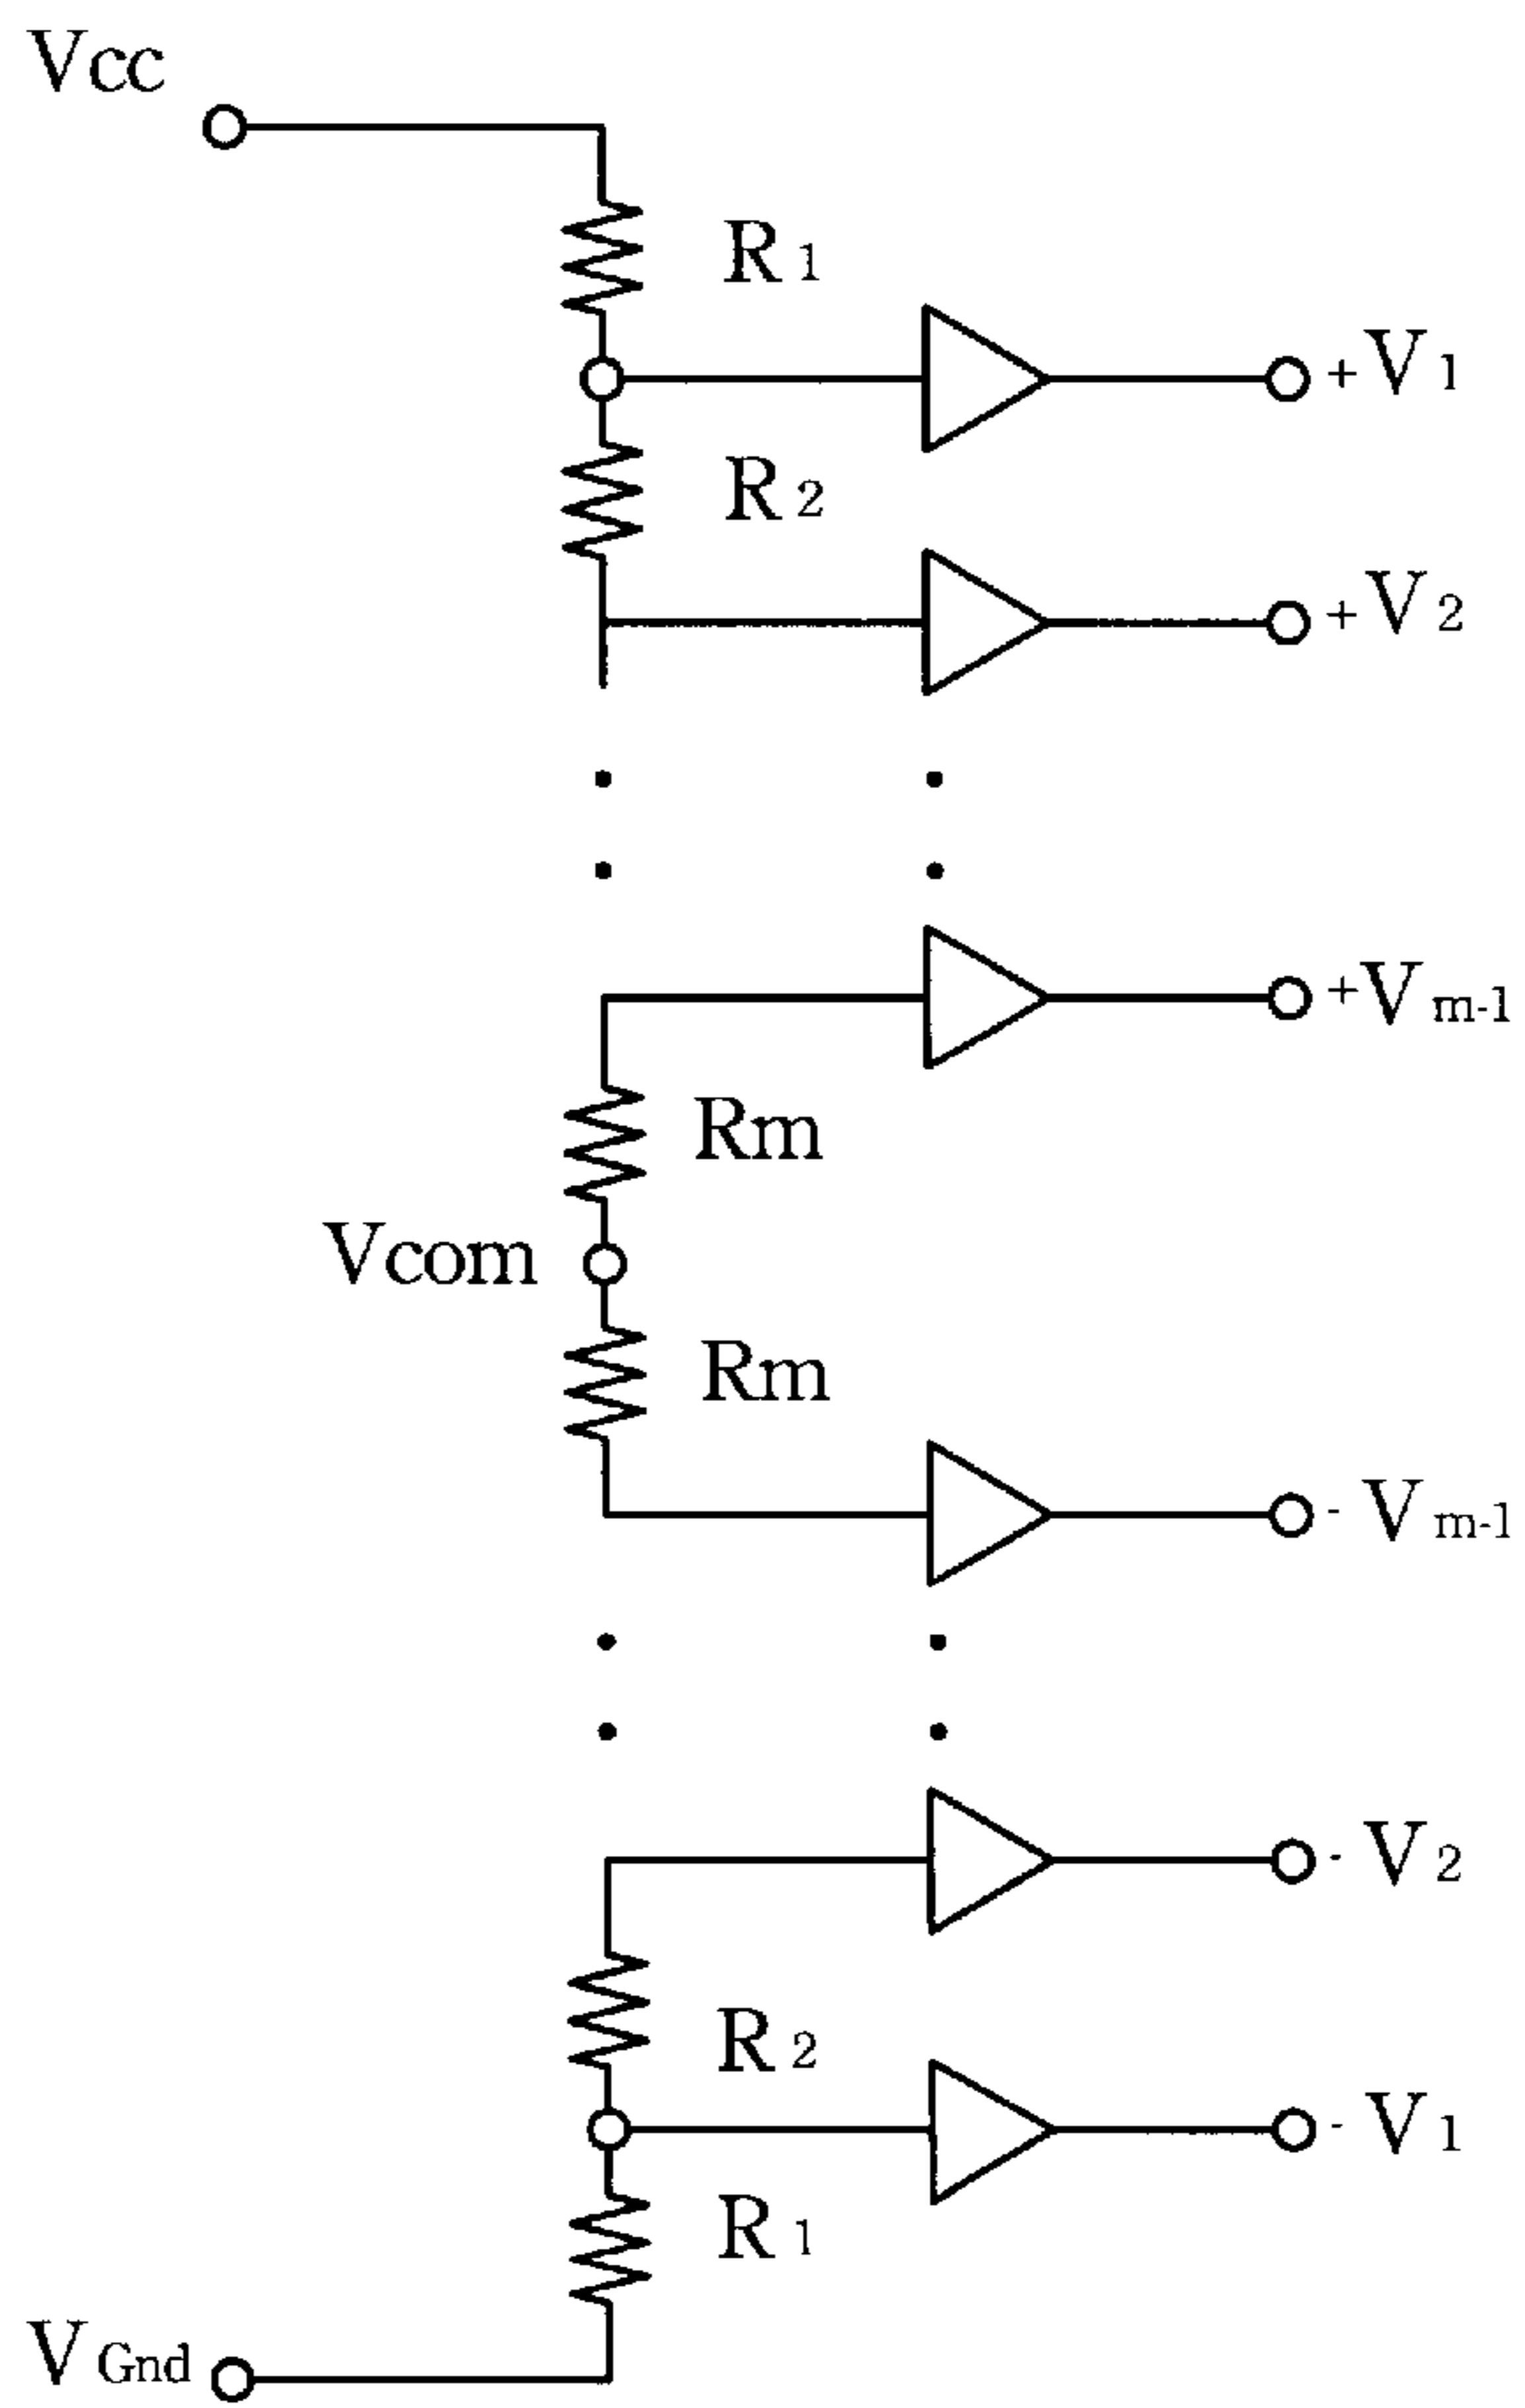 Vcc
R1
+V1
R2
+V2
+Vm-1
Rm
Vcom
Rm
- Vm-1
- V2
R2
- V1
R1
VGnd